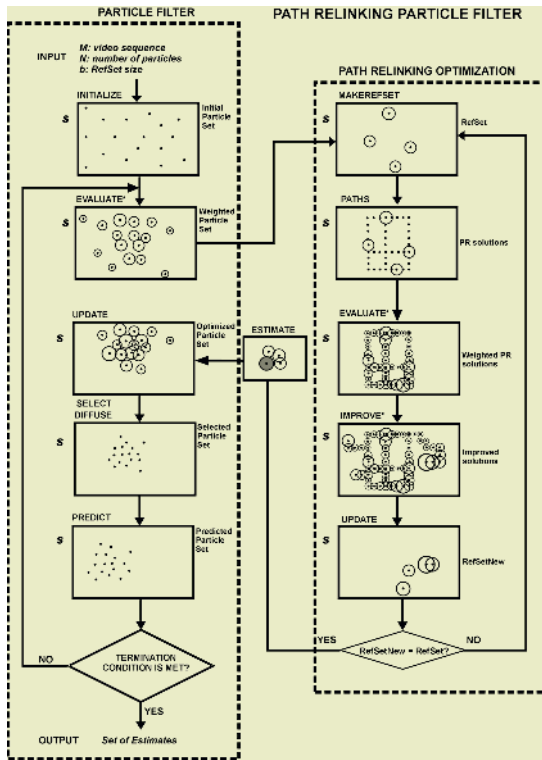 PARTICLE FILTER
PATH RELINKING PARTICLE FILTER
INPUT
M: video sequence
N: number of particles
b: RefSet size
INITIALIZE
S
Initial
Particle
Set
EVALUATE*
S
Weighted
Particle
Set
UPDATE
S
Optimized
Particle
Set
SELECT
DIFFUSE
S
Selected
Particle
Set
PREDICT
S
Predicted
Particle
Set
NO
TERMINATION
CONDITION IS MET?
YES
OUTPUT
Set of Estimates
ESTIMATE
PATH RELINKING OPTIMIZATION
MAKEREFSET
S
RefSet
PATHS
S
PR solutions
EVALUATE*
S
Weighted PR
solutions
IMPROVE*
S
Improved
solutions
UPDATE
S
RefSetNew
YES
RefSetNew = RefSet?
NO